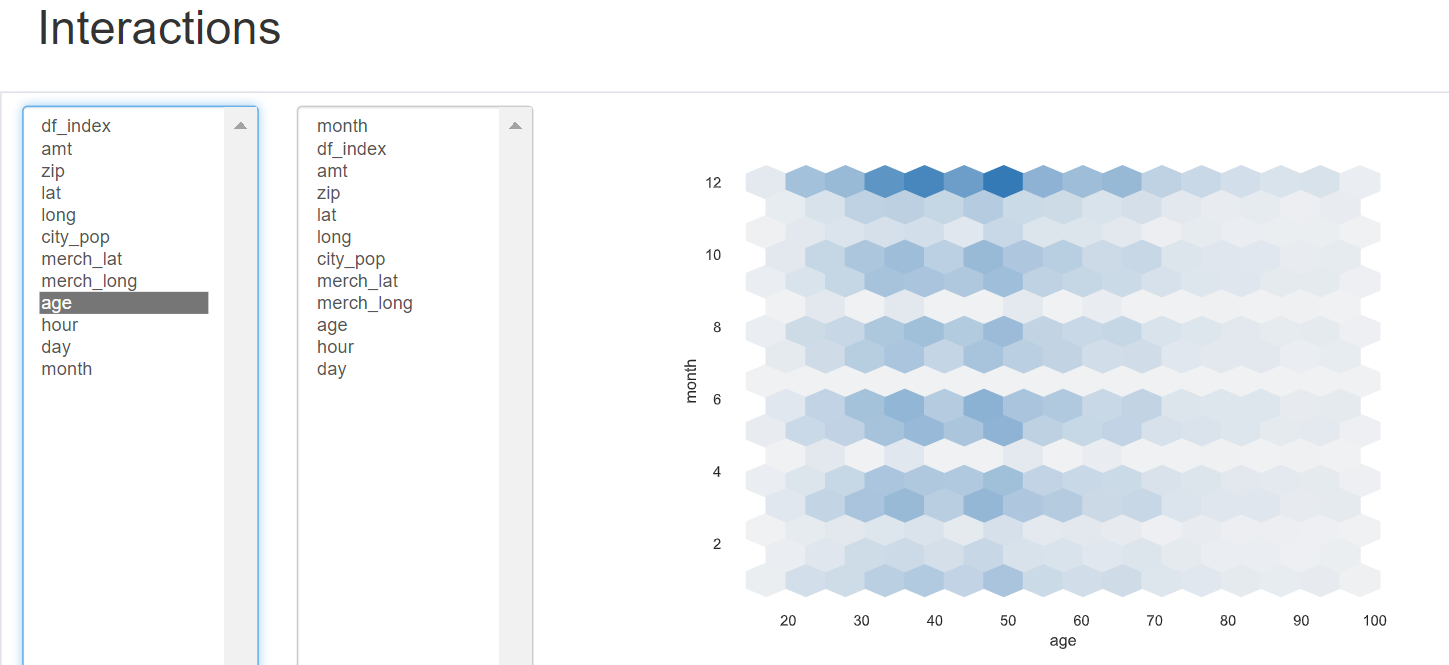 Interactions
df_index
amt
zip
lat
long
city_pop
merch_lat
merch_long
age
hour
day
month
month
df_index
amt
zip
lat
long
city_pop
merch_lat
merch_long
age
hour
day
month
12
10
8
6
4
2
20 30 40 50 60 70 80 90 100
age